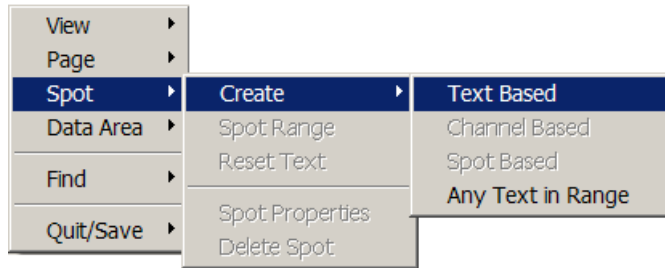 View
Page
Spot
Data Area
Find
Quit/Save
Create
Spot Range
Reset Text
Spot Properties
Delete Spot
Text Based
Channel Based
Spot Based
Any Text in Range